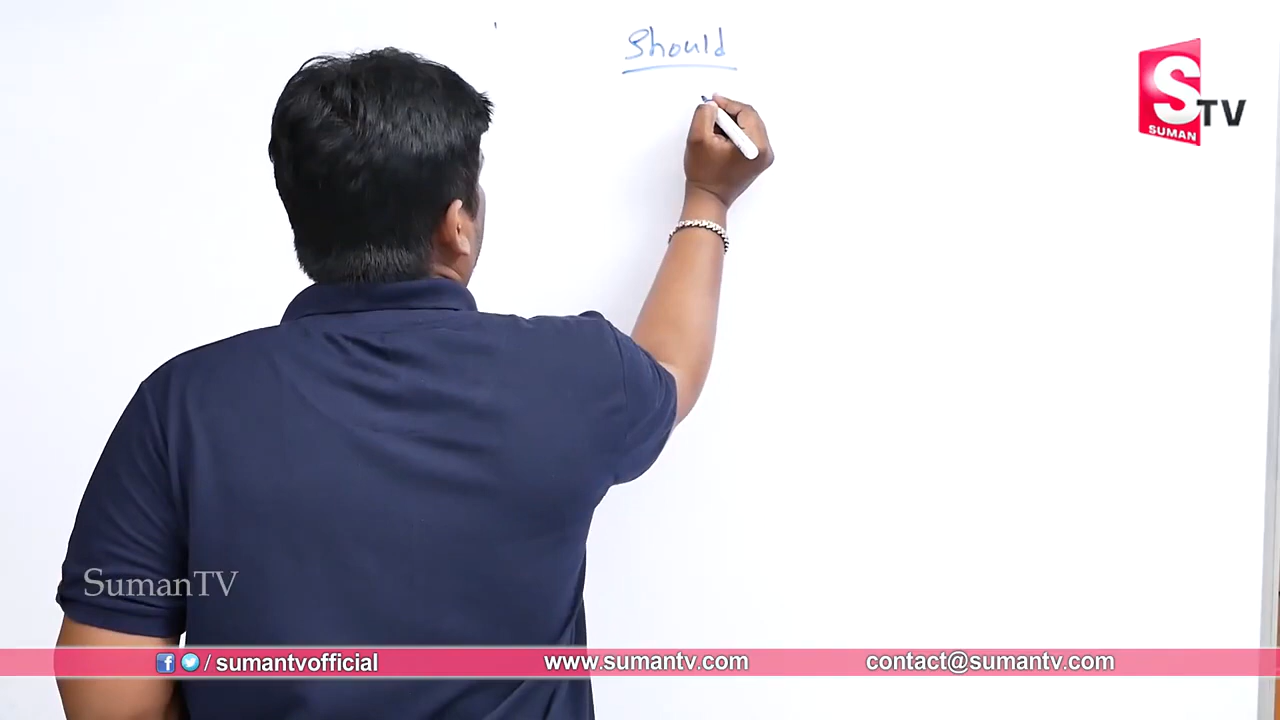 Should
S
TV
SUMAN
SumanTV
/ sumantvofficial
www.sumantv.com
contact@sumantv.com